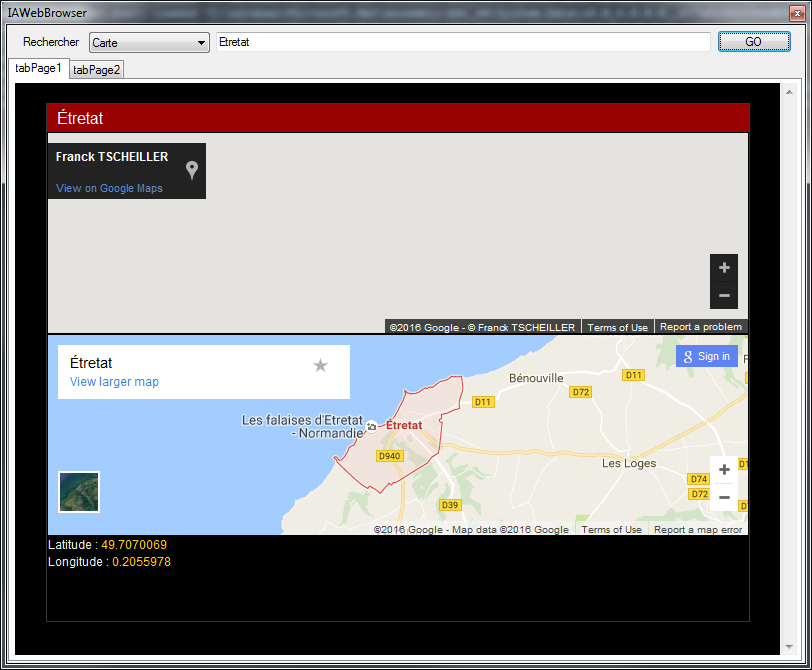 IAWebBrowser
Rechercher Carte Etretat GO
tabPage1 tabPage2
Étretat
Franck TSCHEILLER
View on Google Maps
+
−
©2016 Google - © Franck TSCHEILLER Terms of Use Report a problem
Étretat
View larger map
8 Sign in
Bénouville
D11
D72
D11
Les falaises d'Etretat
- Normandie
Étretat
D940
Les Loges
D74
D72
D39
+
−
©2016 Google - Map data ©2016 Google Terms of Use Report a map error
Latitude : 49.7070069
Longitude : 0.2055978